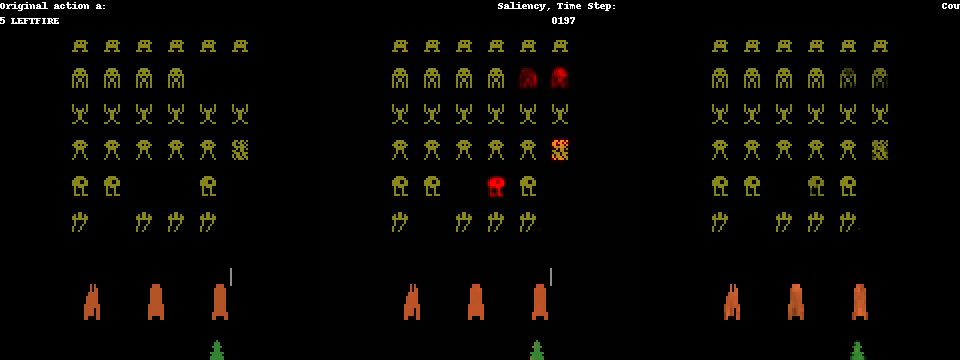 Original action a:
5 LEFTFIRE
Saliency, Time Step:
0197
Cou